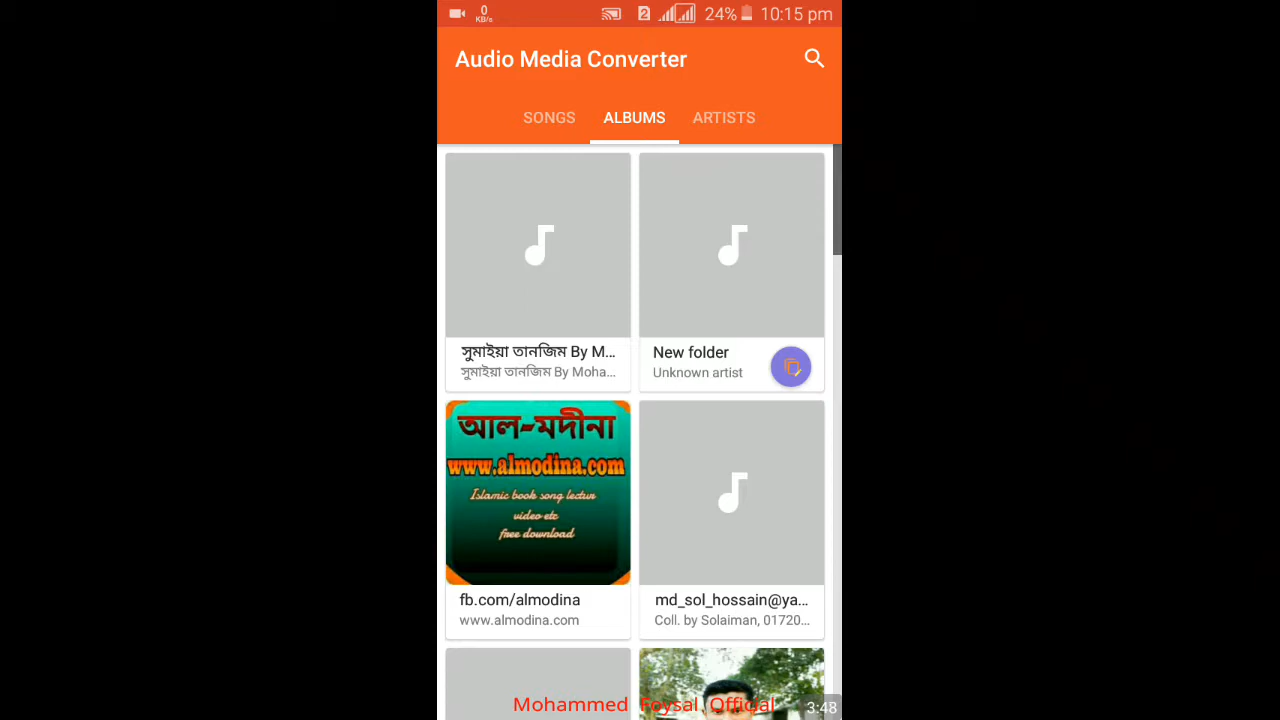 0
KB/s
2
24%
10:15 pm
Audio Media Converter
SONGS
ALBUMS
ARTISTS
সুমাইয়া তানজিম By M...
সুমাইয়া তানজিম By Moha...
New folder
Unknown artist
আল-মদীনা
www.almodina.com
Islamic book song lectur
video etc
free download
fb.com/almodina
www.almodina.com
md_sol_hossain@ya...
Coll. by Solaiman, 01720...
Mohammed Foysal Official
3:48